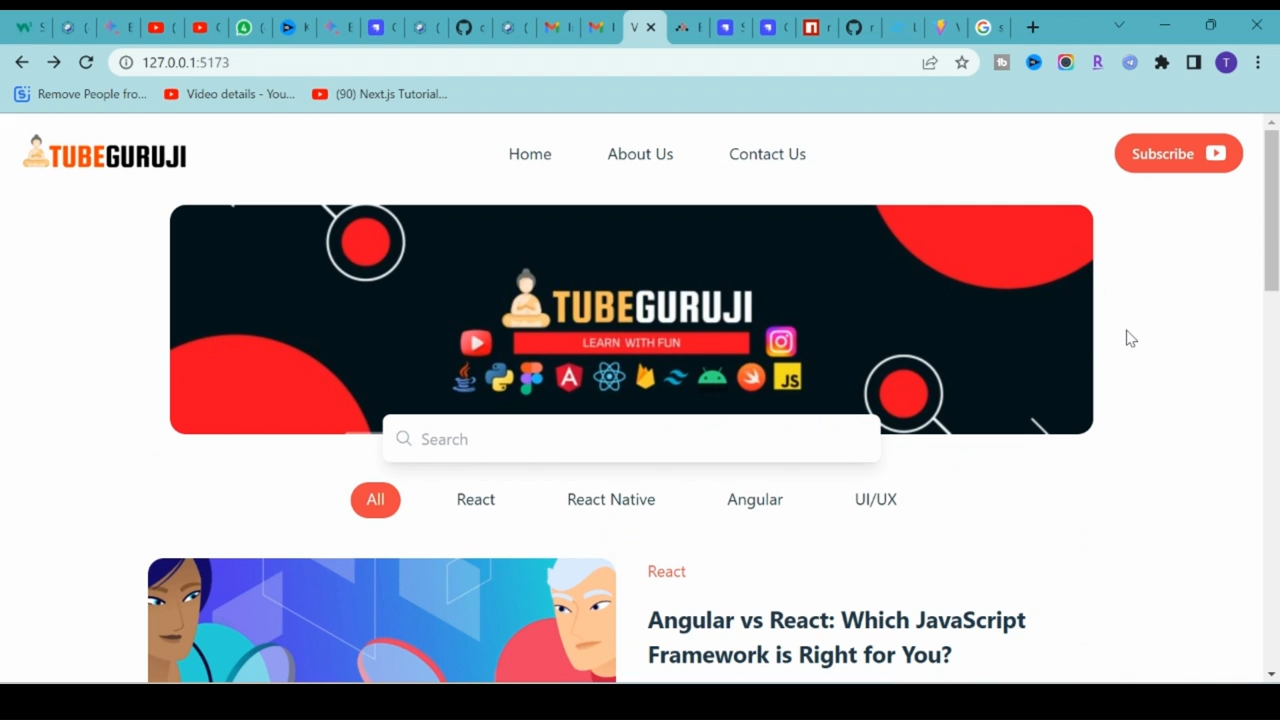 127.0.0.1:5173
Remove People fro...
Video details - You...
(90) Next.js Tutorial...
TUBEGURUJI
Home
About Us
Contact Us
Subscribe
TUBEGURUJI
LEARN WITH FUN
JS
Search
All
React
React Native
Angular
UI/UX
React
Angular vs React: Which JavaScript
Framework is Right for You?